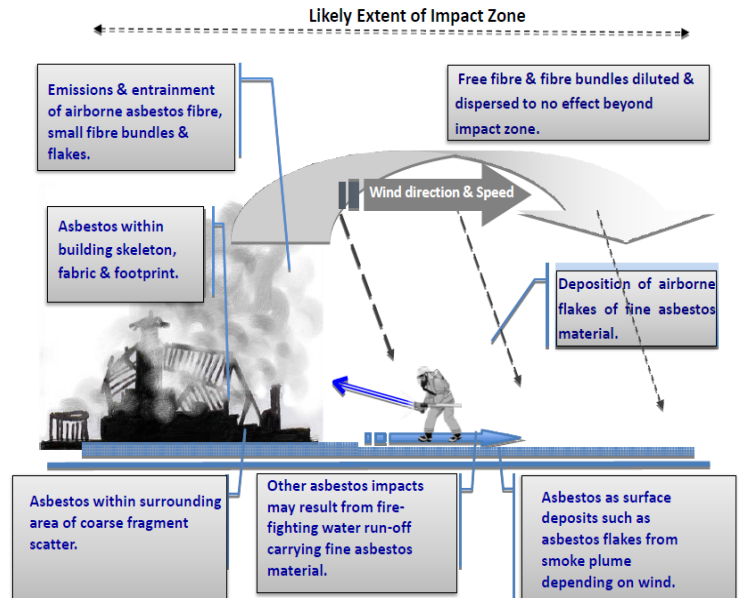 Likely Extent of Impact Zone
Emissions & entrainment
of airborne asbestos fibre,
small fibre bundles &
flakes.
Free fibre & fibre bundles diluted &
dispersed to no effect beyond
impact zone.
Wind direction & Speed
Asbestos within
building skeleton,
fabric & footprint.
Deposition of airborne
flakes of fine asbestos
material.
Asbestos within surrounding
area of coarse fragment
scatter.
Other asbestos impacts
may result from fire-
fighting water run-off
carrying fine asbestos
material.
Asbestos as surface
deposits such as
asbestos flakes from
smoke plume
depending on wind.